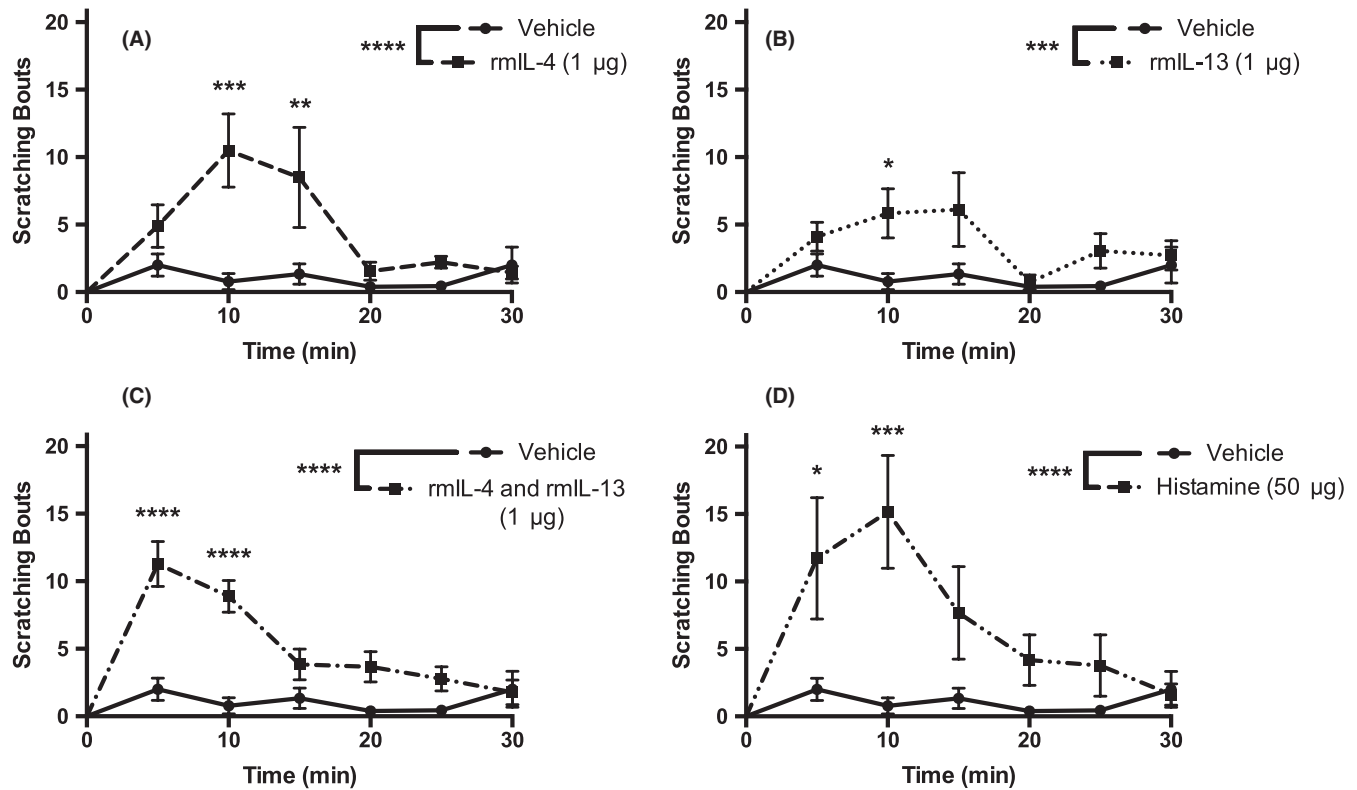 (A)
Scratching Bouts
20
15
10
5
0
0 10 20 30
Time (min)
****
Vehicle
rmIL-4 (1 µg)
***
**
(B)
Scratching Bouts
20
15
10
5
0
0 10 20 30
Time (min)
***
Vehicle
rmIL-13 (1 µg)
*
(C)
Scratching Bouts
20
15
10
5
0
0 10 20 30
Time (min)
****
Vehicle
rmIL-4 and rmIL-13
(1 µg)
****
****
(D)
Scratching Bouts
20
15
10
5
0
0 10 20 30
Time (min)
****
Vehicle
Histamine (50 µg)
*
***